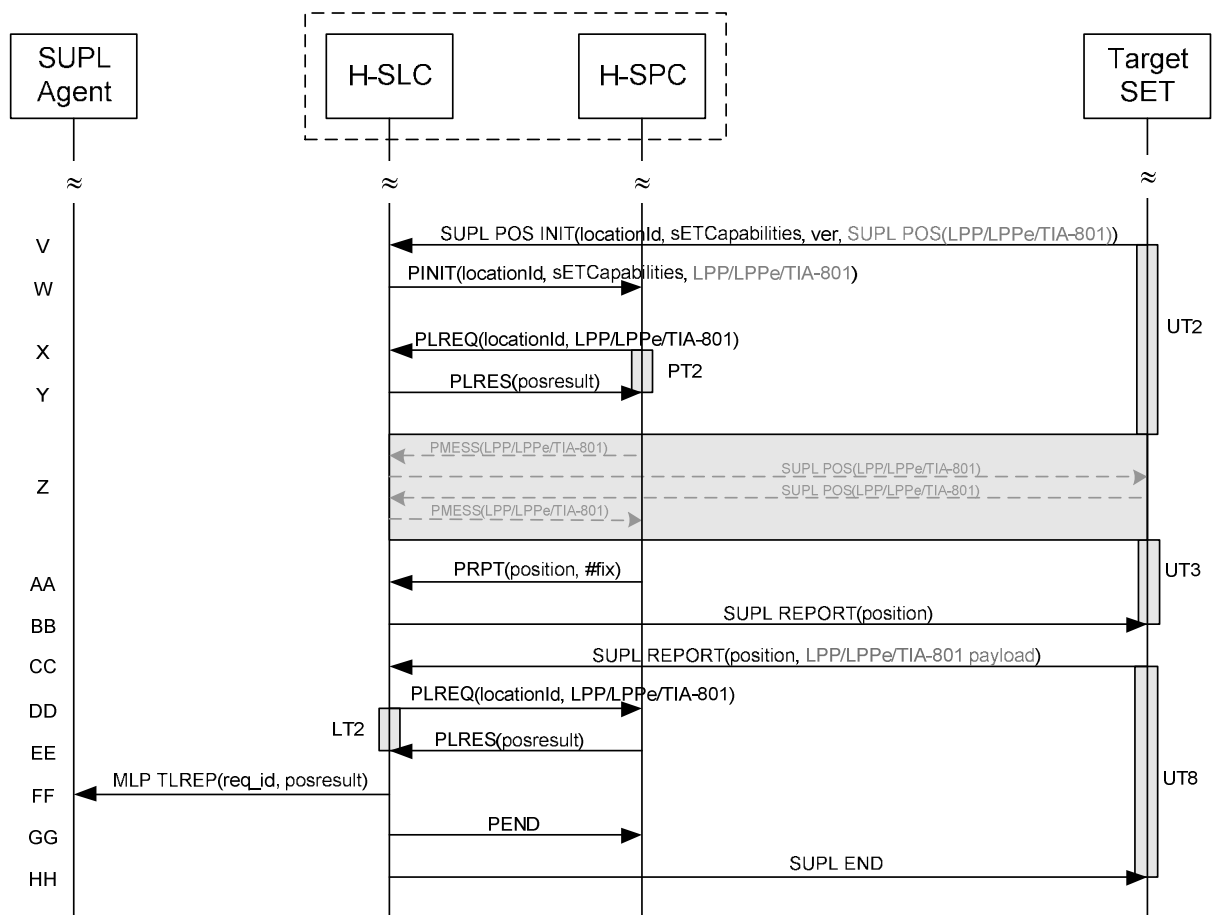 SUPL
Agent
H-SLC
H-SPC
Target
SET
≈
≈
≈
≈
V
SUPL POS INIT(locationId, sETCapabilities, ver, SUPL POS(LPP/LPPe/TIA-801))
W
PINIT(locationId, sETCapabilities, LPP/LPPe/TIA-801)
UT2
X
PLREQ(locationId, LPP/LPPe/TIA-801)
PT2
Y
PLRES(posresult)
PMESS(LPP/LPPe/TIA-801)
SUPL POS(LPP/LPPe/TIA-801)
Z
SUPL POS(LPP/LPPe/TIA-801)
PMESS(LPP/LPPe/TIA-801)
UT3
AA
PRPT(position, #fix)
BB
SUPL REPORT(position)
CC
SUPL REPORT(position, LPP/LPPe/TIA-801 payload)
DD
PLREQ(locationId, LPP/LPPe/TIA-801)
LT2
EE
PLRES(posresult)
UT8
FF
MLP TLREP(req_id, posresult)
GG
PEND
HH
SUPL END